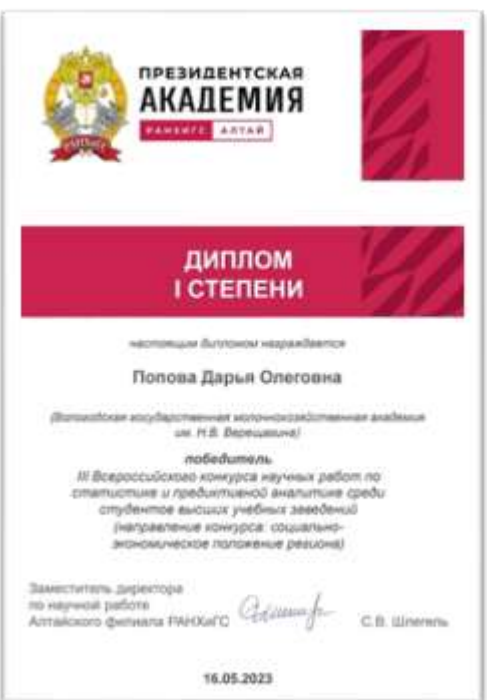 ПРЕЗИДЕНТСКАЯ
АКАДЕМИЯ
РАНХИГС АЛТАЙ
РАНХиГС
ДИПЛОМ
I СТЕПЕНИ
настоящим дипломом награждается
Попова Дарья Олеговна
(Вологодская государственная молочнохозяйственная академия
им. Н.В. Верещагина)
победитель
III Всероссийского конкурса научных работ по
статистике и предиктивной аналитике среди
студентов высших учебных заведений
(направление конкурса: социально-
экономическое положение региона)
Заместитель директора
по научной работе
Алтайского филиала РАНХиГС
С.В. Шлегель
16.05.2023